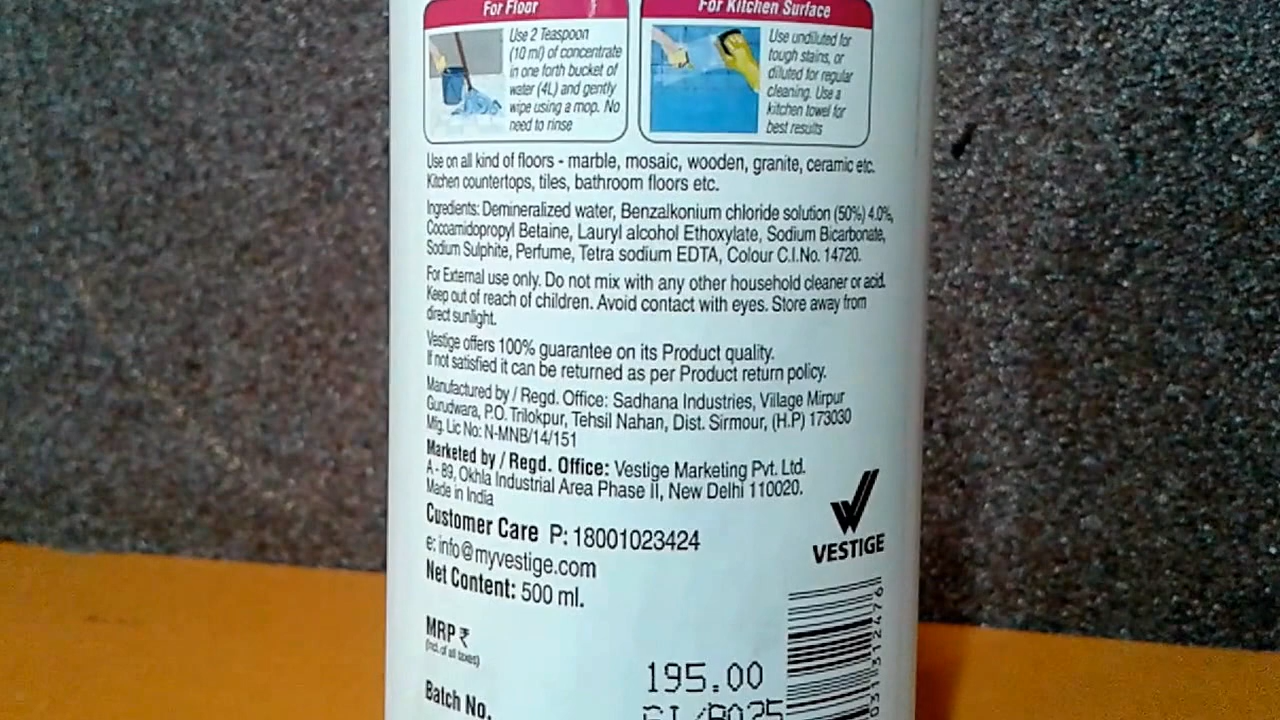 For Floor
Use 2 Teaspoon
(10 ml) of concentrate
in one forth bucket of
water (4L) and gently
wipe using a mop. No
need to rinse
For Kitchen Surface
Use undiluted for
tough stains, or
diluted for regular
cleaning. Use a
kitchen towel for
best results
Use on all kind of floors - marble, mosaic, wooden, granite, ceramic etc.
Kitchen countertops, tiles, bathroom floors etc.
Ingredients: Demineralized water, Benzalkonium chloride solution (50%) 4.0%,
Cocoamidopropyl Betaine, Lauryl alcohol Ethoxylate, Sodium Bicarbonate,
Sodium Sulphite, Perfume, Tetra sodium EDTA, Colour C.I.No. 14720.
For External use only. Do not mix with any other household cleaner or acid.
Keep out of reach of children. Avoid contact with eyes. Store away from
direct sunlight.
Vestige offers 100% guarantee on its Product quality.
If not satisfied it can be returned as per Product return policy.
Manufactured by / Regd. Office: Sadhana Industries, Village Mirpur
Gurudwara, P.O. Trilokpur, Tehsil Nahan, Dist. Sirmour, (H.P) 173030
Mfg. Lic No: N-MNB/14/151
Marketed by / Regd. Office: Vestige Marketing Pvt. Ltd.
A - 89, Okhla Industrial Area Phase II, New Delhi 110020.
Made in India
Customer Care P: 18001023424
e: info@myvestige.com
Net Content: 500 ml.
VESTIGE
MRP ₹
(Incl. of all taxes)
195.00
Batch No.
031312476